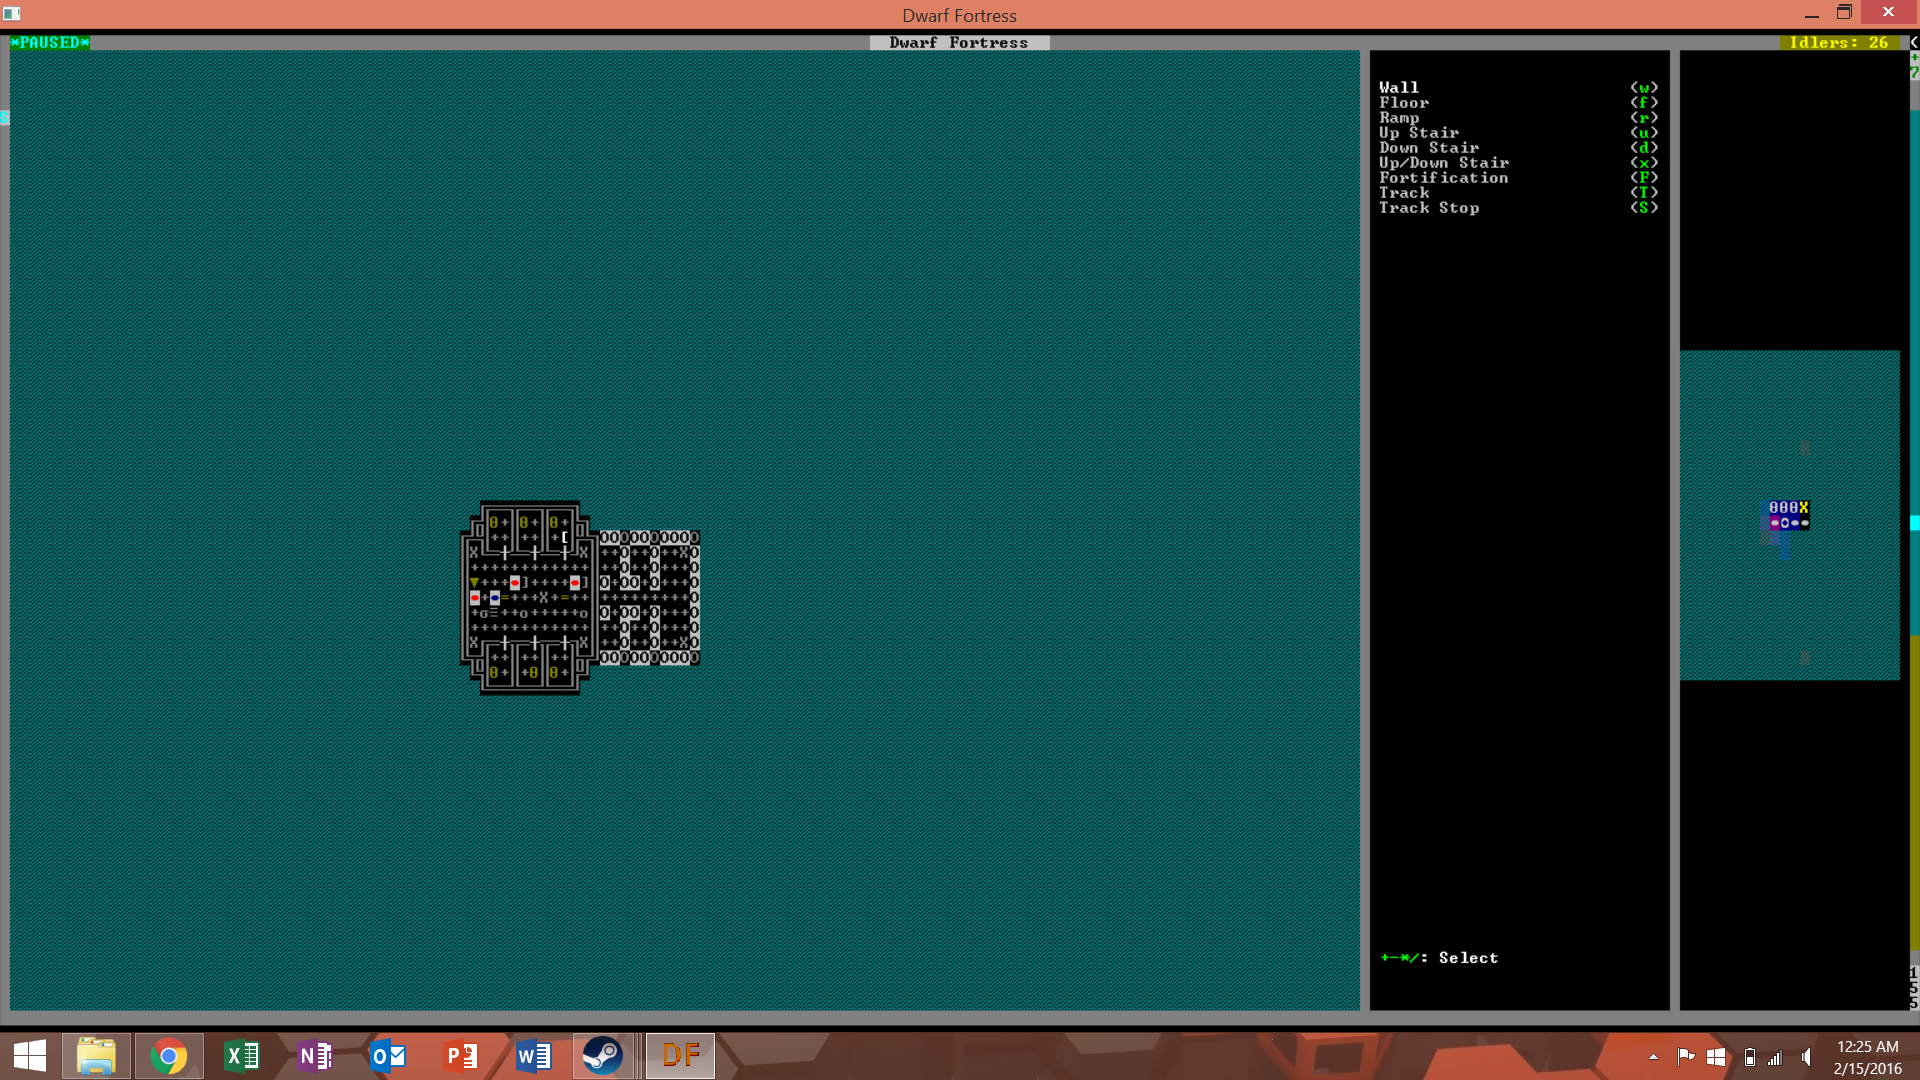 Dwarf Fortress
*PAUSED*
Dwarf Fortress
Idlers: 26
Wall (w)
Floor (f)
Ramp (r)
Up Stair (u)
Down Stair (d)
Up/Down Stair (x)
Fortification (F)
Track (T)
Track Stop (S)
+-*/: Select
12:25 AM
2/15/2016
DF